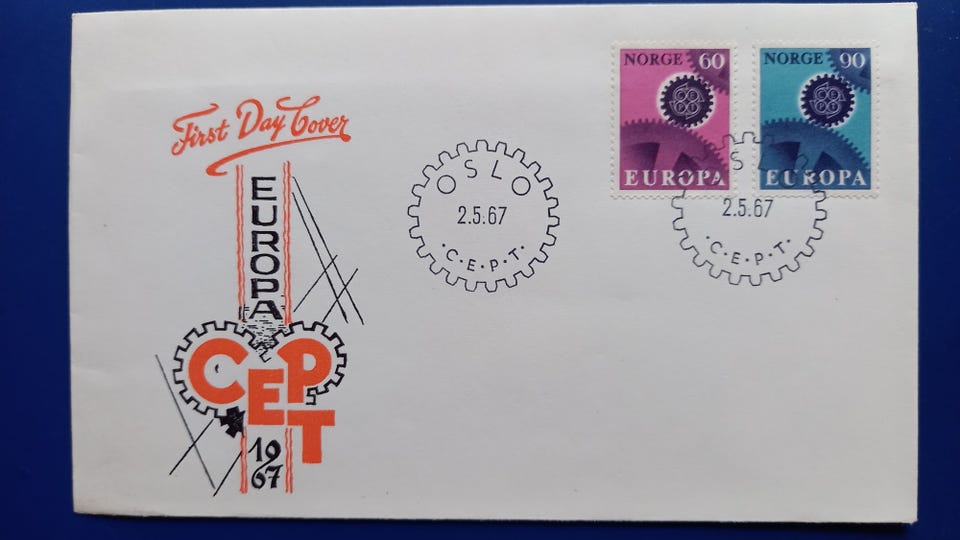 First Day Cover
EUROPA
CEPT
1967
OSLO
2.5.67
·C·E·P·T·
NORGE 60
EUROPA
NORGE 90
EUROPA
OSLO
2.5.67
·C·E·P·T·